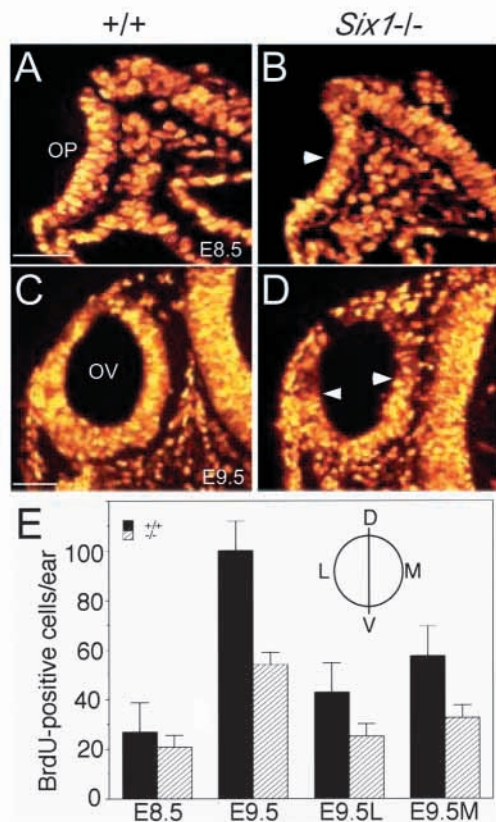 +/+ Six1-/-
A B
OP
E8.5
C D
OV
E9.5
E
+/+
-/-
D
L M
V
BrdU-positive cells/ear
100
80
60
40
20
0
E8.5 E9.5 E9.5L E9.5M